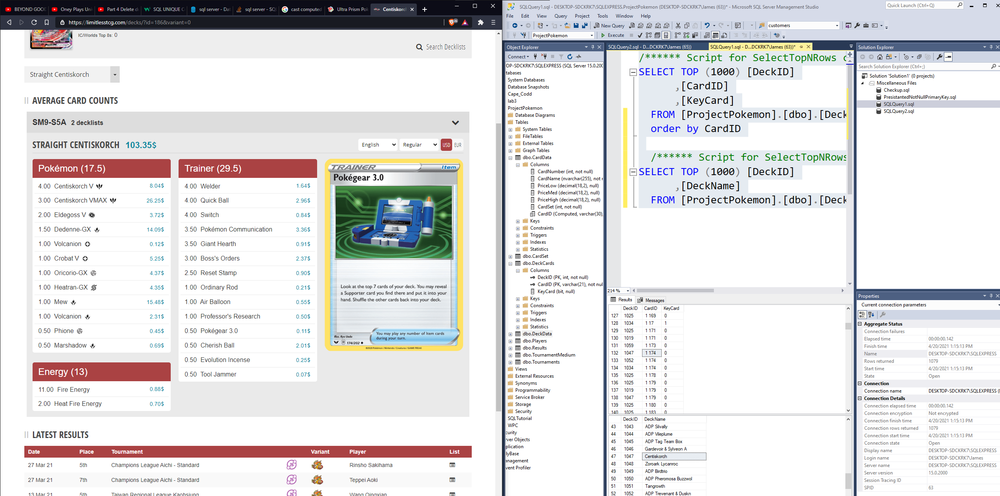 BEYOND GOOD
Oney Plays Uni
Part 4 Delete d
SQL UNIQUE C
sql server - Da
sql server - SQ
cast computed
Ultra Prism Pok
Centiskorch
https://limitlesstcg.com/decks/?id=186&variant=0
IC/Worlds Top 8s: 0
Search Decklists
Straight Centiskorch
AVERAGE CARD COUNTS
SM9-S5A 2 decklists
STRAIGHT CENTISKORCH 103.35$
English
Regular
USD
EUR
Pokémon (17.5)
4.00 Centiskorch V 8.04$
3.00 Centiskorch VMAX 26.25$
2.00 Eldegoss V 3.72$
1.50 Dedenne-GX 14.09$
1.00 Volcanion 0.12$
1.00 Crobat V 5.25$
1.00 Oricorio-GX 4.37$
1.00 Heatran-GX 4.35$
1.00 Mew 15.48$
1.00 Volcanion 2.31$
0.50 Phione 0.45$
0.50 Marshadow 0.69$
Energy (13)
11.00 Fire Energy 0.88$
2.00 Heat Fire Energy 0.70$
Trainer (29.5)
4.00 Welder 1.64$
4.00 Quick Ball 2.96$
4.00 Switch 0.84$
3.50 Pokémon Communication 3.36$
3.50 Giant Hearth 0.91$
3.00 Boss's Orders 2.37$
2.50 Reset Stamp 0.90$
1.00 Ordinary Rod 0.21$
1.00 Air Balloon 0.55$
1.00 Professor's Research 0.50$
0.50 Pokégear 3.0 0.11$
0.50 Cherish Ball 2.01$
0.50 Evolution Incense 0.25$
0.50 Tool Jammer 0.07$
TRAINER Item
Pokégear 3.0
Look at the top 7 cards of your deck. You may reveal
a Supporter card you find there and put it into your
hand. Shuffle the other cards back into your deck.
You may play any number of Item cards
during your turn.
Illus. Ryo Ueda
D 174/202
©2020 Pokémon / Nintendo / Creatures / GAME FREAK
LATEST RESULTS
Date Place Tournament Variant Player List
27 Mar 21 5th Champions League Aichi - Standard Rinsho Sakihama
27 Mar 21 7th Champions League Aichi - Standard Teppei Aoki
13 Mar 21 5th Taiwan Regional League Kaohsiung Wang Qingxian
SQLQuery1.sql - DESKTOP-SDCKRK7\SQLEXPRESS.ProjectPokemon (DESKTOP-SDCKRK7\James (63))* - Microsoft SQL Server Management Studio
Quick Launch (Ctrl+Q)
File Edit View Query Project Tools Window Help
New Query
customers
ProjectPokemon
Execute
Object Explorer
Connect
OP-SDCKRK7\SQLEXPRESS (SQL Server 15.0.200
tabases
System Databases
Database Snapshots
Cape_Codd
lab3
ProjectPokemon
Database Diagrams
Tables
System Tables
FileTables
External Tables
Graph Tables
dbo.CardData
Columns
CardNumber (int, not null)
CardName (nvarchar(255), not r
PriceLow (decimal(18,2), null)
PriceMed (decimal(18,2), null)
PriceHigh (decimal(18,2), null)
CardSet (int, not null)
CardID (Computed, varchar(30),
Keys
Constraints
Triggers
Indexes
Statistics
dbo.CardSet
dbo.DeckCards
Columns
DeckID (PK, int, not null)
CardID (PK, varchar(21), not nul
KeyCard (bit, null)
Keys
Constraints
Triggers
Indexes
Statistics
dbo.DeckData
dbo.Players
dbo.Results
dbo.TournamentMedium
dbo.Tournaments
Views
External Resources
Synonyms
Programmability
Service Broker
Storage
Security
SQLTutorial
WPC
curity
rver Objects
plication
lyBase
anagement
vent Profiler
SQLQuery2.sql - D...DCKRK7\James (65))
SQLQuery1.sql - D...DCKRK7\James (63))*
/****** Script for SelectTopNRows c
SELECT TOP (1000) [DeckID]
,[CardID]
,[KeyCard]
FROM [ProjectPokemon].[dbo].[Deck
order by CardID
/****** Script for SelectTopNRows
SELECT TOP (1000) [DeckID]
,[DeckName]
FROM [ProjectPokemon].[dbo].[Deck
214 %
Results Messages
DeckID CardID KeyCard
127 1025 1 169 0
128 1034 1 17 1
129 1025 1 171 0
130 1019 1 171 0
131 1059 1 173 0
132 1047 1 174 0
133 1052 1 174 0
134 1034 1 174 0
135 1025 1 178 0
136 1025 1 179 0
137 1019 1 179 0
138 1047 1 179 0
139 1025 1 180 0
140 1025 1 183 0
DeckID DeckName
43 1043 ADP Silvally
44 1044 ADP Vileplume
45 1045 ADP Tag Team Box
46 1046 Gardevoir & Sylveon A
47 1047 Centiskorch
48 1048 Zoroark Lycanroc
49 1049 ADP Birdtrio
50 1050 ADP Pheromosa Buzzwol
51 1051 Tangrowth
52 1052 ADP Trevenant & Duskn
Solution Explorer
Search Solution Explorer (Ctrl+;)
Solution 'Solution1' (0 projects)
Miscellaneous Files
Checkup.sql
PresistantedNotNullPrimaryKey.sql
SQLQuery1.sql
SQLQuery2.sql
Properties
Current connection parameters
Aggregate Status
Connection failures
Elapsed time 00:00:00.142
Finish time 4/20/2021 1:15:13 PM
Name DESKTOP-SDCKRK7\SQLEXPRESS
Rows returned 1079
Start time 4/20/2021 1:15:13 PM
State Open
Connection
Connection name DESKTOP-SDCKRK7\SQLEXPRESS (
Connection Details
Connection elapsed time 00:00:00.142
Connection encryption Not encrypted
Connection finish time 4/20/2021 1:15:13 PM
Connection rows returned 1079
Connection start time 4/20/2021 1:15:13 PM
Connection state Open
Display name DESKTOP-SDCKRK7\SQLEXPRESS
Login name DESKTOP-SDCKRK7\James
Server name DESKTOP-SDCKRK7\SQLEXPRESS
Server version 15.0.2000
Session Tracing ID
SPID 63